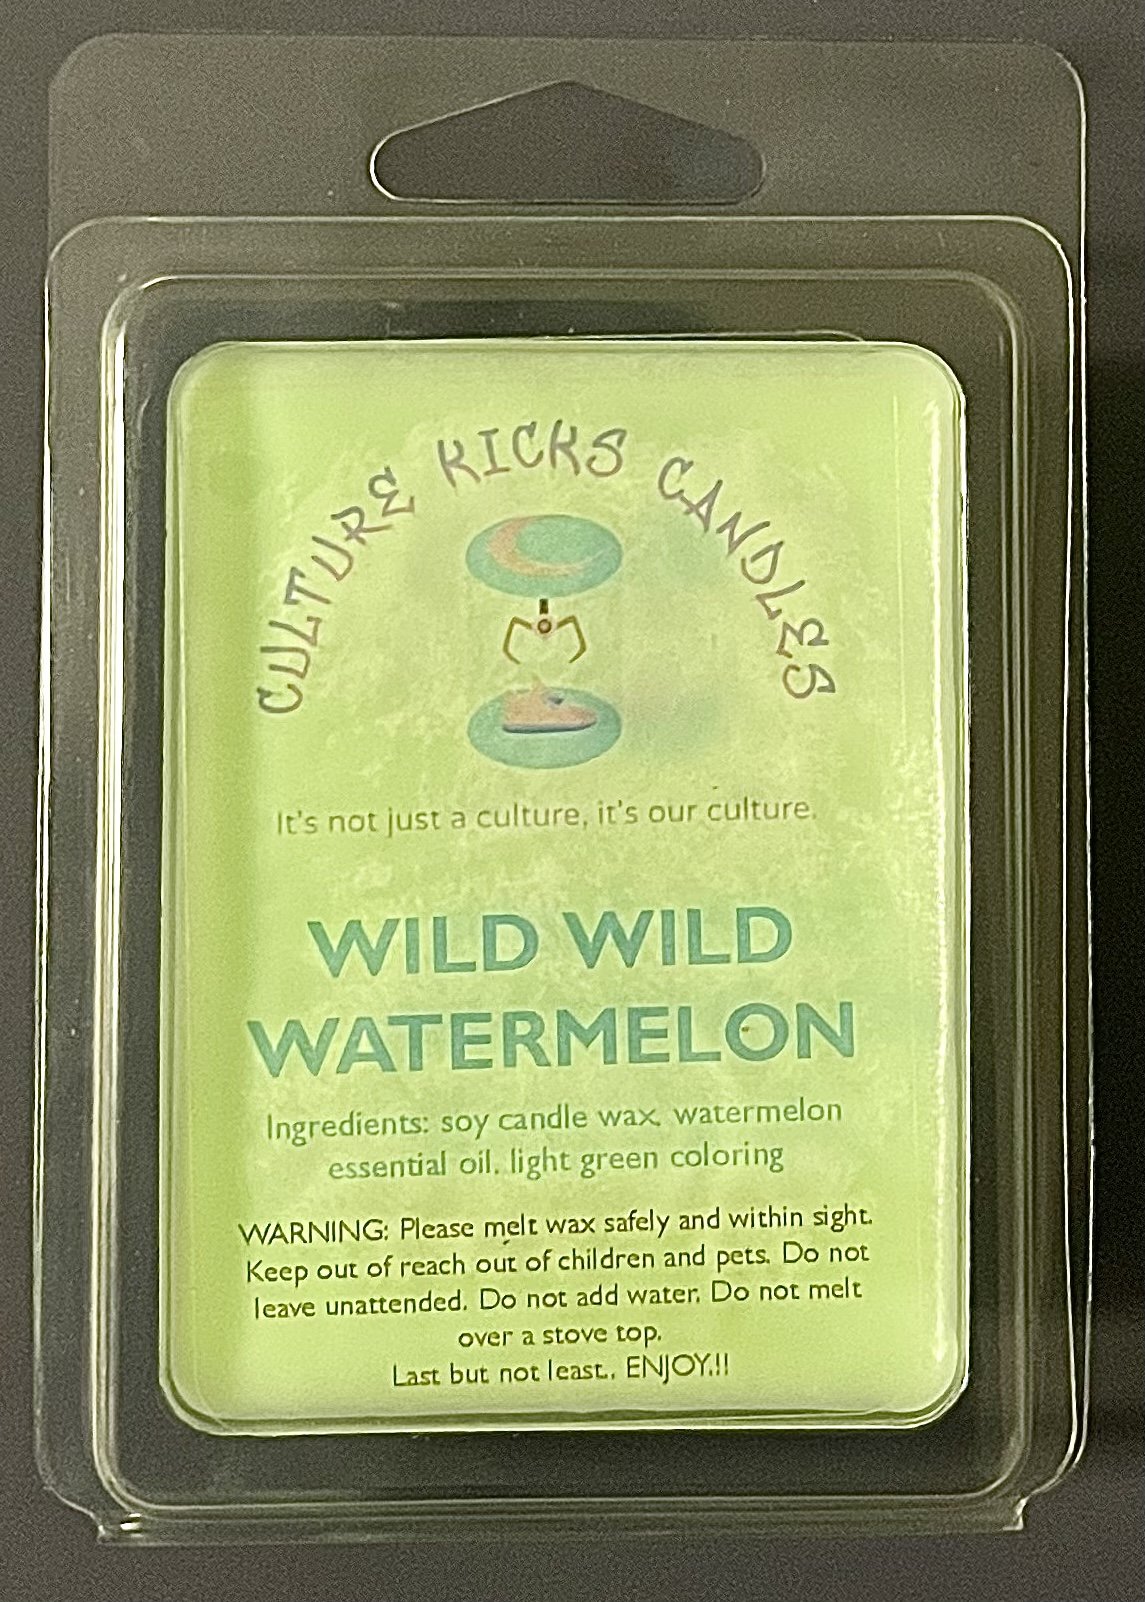 CULTURE KICKS CANDLES
It's not just a culture, it's our culture.
WILD WILD
WATERMELON
Ingredients: soy candle wax, watermelon
essential oil, light green coloring
WARNING: Please melt wax safely and within sight.
Keep out of reach out of children and pets. Do not
leave unattended. Do not add water. Do not melt
over a stove top.
Last but not least.. ENJOY.!!